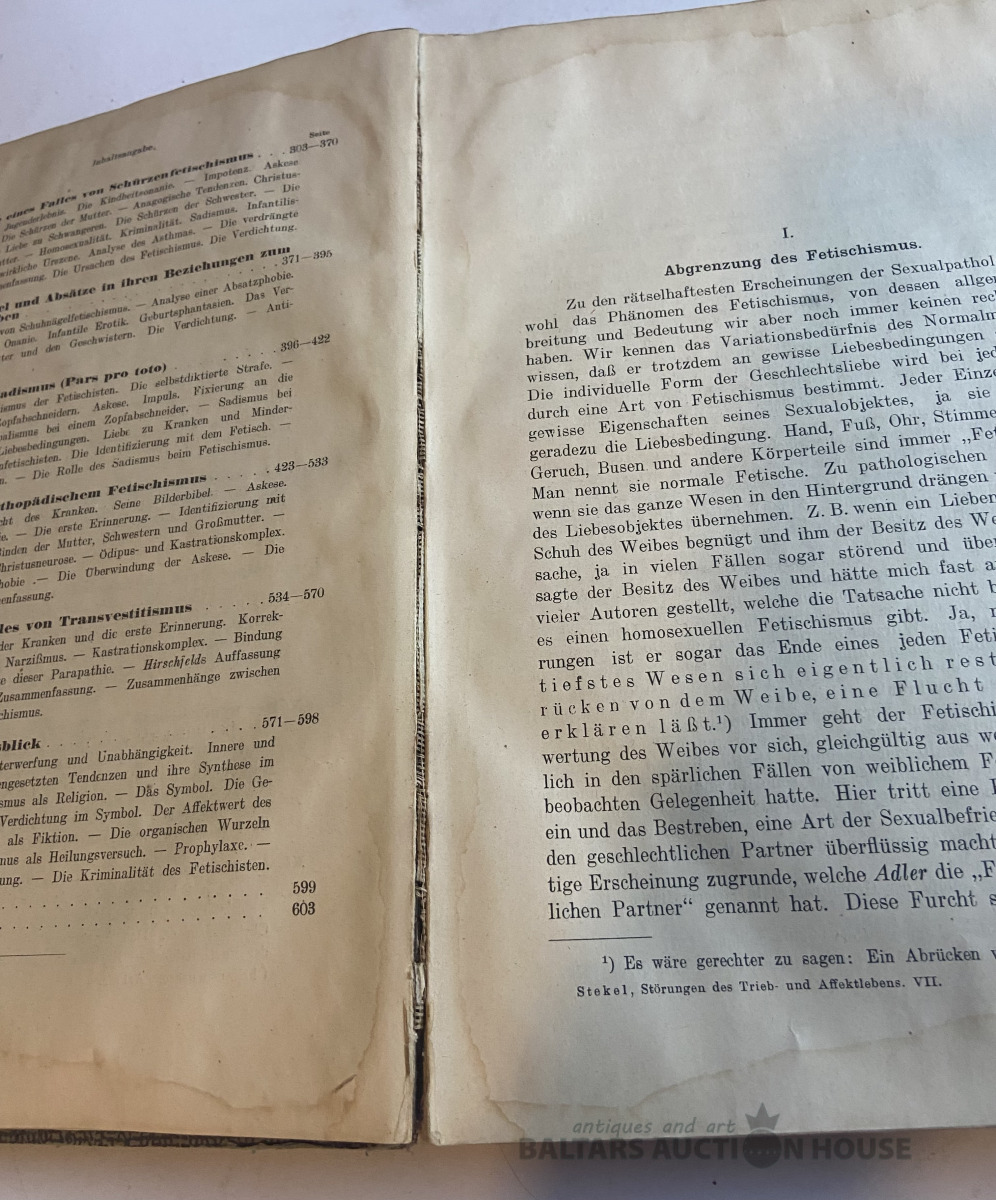 Inhaltsangabe.
Seite
eines Falles von Schürzenfetischismus . . . 303—370
Jugenderlebnis. Die Kindheitsonanie. — Impotenz. Askese.
Die Schürzen der Mutter. — Anagogische Tendenzen. Christus-
Liebe zu Schwangeren. Die Schürzen der Schwester. — Die
— Homosexualität. Kriminalität. Sadismus. Infantilis-
wirkliche Urszene. Analyse des Asthmas. — Die verdrängte
Die Ursachen des Fetischismus. Die Verdichtung.
und Absätze in ihren Beziehungen zum
. . . 371—395
von Schuhnägelfetischismus. — Analyse einer Absatzphobie.
Onanie. Infantile Erotik. Geburtsphantasien. Das Ver-
und den Geschwistern. Die Verdichtung. — Anti-
(Pars pro toto) . . . . . . 396—422
der Fetischisten. Die selbstdiktierte Strafe. —
Askese. Impuls. Fixierung an die
bei einem Zopfabschneider. — Sadismus bei
Liebe zu Kranken und Minder-
Die Identifizierung mit dem Fetisch. —
— Die Rolle des Sadismus beim Fetischismus.
Fetischismus . . . . 423—533
des Kranken. Seine Bilderbibel. — Askese.
— Die erste Erinnerung. — Identifizierung mit
der Mutter, Schwestern und Großmutter. —
— Ödipus- und Kastrationskomplex.
.— Die Überwindung der Askese. — Die
von Transvestitismus . . . . . 534—570
der Kranken und die erste Erinnerung. Korrek-
Narzißmus. — Kastrationskomplex. — Bindung
dieser Parapathie. — Hirschfelds Auffassung
Zusammenfassung. — Zusammenhänge zwischen
. . . . . . . . . . . . . 571—598
und Unabhängigkeit. Innere und
Tendenzen und ihre Synthese im
als Religion. — Das Symbol. Die Ge-
Verdichtung im Symbol. Der Affektwert des
als Fiktion. — Die organischen Wurzeln
als Heilungsversuch. — Prophylaxe. —
— Die Kriminalität des Fetischisten.
. . . . . . . . . . . . . 599
. . . . . . . . . . . . . 603
I.
Abgrenzung des Fetischismus.
Zu den rätselhaftesten Erscheinungen der Sexualpathol
wohl das Phänomen des Fetischismus, von dessen allge
breitung und Bedeutung wir aber noch immer keinen rec
haben. Wir kennen das Variationsbedürfnis des Normalm
wissen, daß er trotzdem an gewisse Liebesbedingungen
Die individuelle Form der Geschlechtsliebe wird bei jed
durch eine Art von Fetischismus bestimmt. Jeder Einze
gewisse Eigenschaften seines Sexualobjektes, ja sie
geradezu die Liebesbedingung. Hand, Fuß, Ohr, Stimme
Geruch, Busen und andere Körperteile sind immer „Fet
Man nennt sie normale Fetische. Zu pathologischen
wenn sie das ganze Wesen in den Hintergrund drängen
des Liebesobjektes übernehmen. Z. B. wenn ein Lieber
Schuh des Weibes begnügt und ihm der Besitz des We
sache, ja in vielen Fällen sogar störend und über
sagte der Besitz des Weibes und hätte mich fast a
vieler Autoren gestellt, welche die Tatsache nicht b
es einen homosexuellen Fetischismus gibt. Ja,
rungen ist er sogar das Ende eines jeden Feti
tiefstes Wesen sich eigentlich rest
rücken von dem Weibe, eine Flucht
erklären läßt.¹) Immer geht der Fetischi
wertung des Weibes vor sich, gleichgültig aus w
lich in den spärlichen Fällen von weiblichem F
beobachten Gelegenheit hatte. Hier tritt eine
ein und das Bestreben, eine Art der Sexualbefrie
den geschlechtlichen Partner überflüssig macht
tige Erscheinung zugrunde, welche Adler die „F
lichen Partner“ genannt hat. Diese Furcht s
¹) Es wäre gerechter zu sagen: Ein Abrücken v
Stekel, Störungen des Trieb- und Affektlebens. VII.
antiques and art
BALTARS AUCTION HOUSE